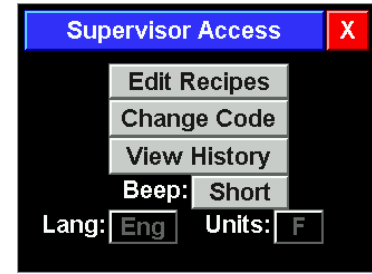 Supervisor Access X
Edit Recipes
Change Code
View History
Beep: Short
Lang: Eng Units: F